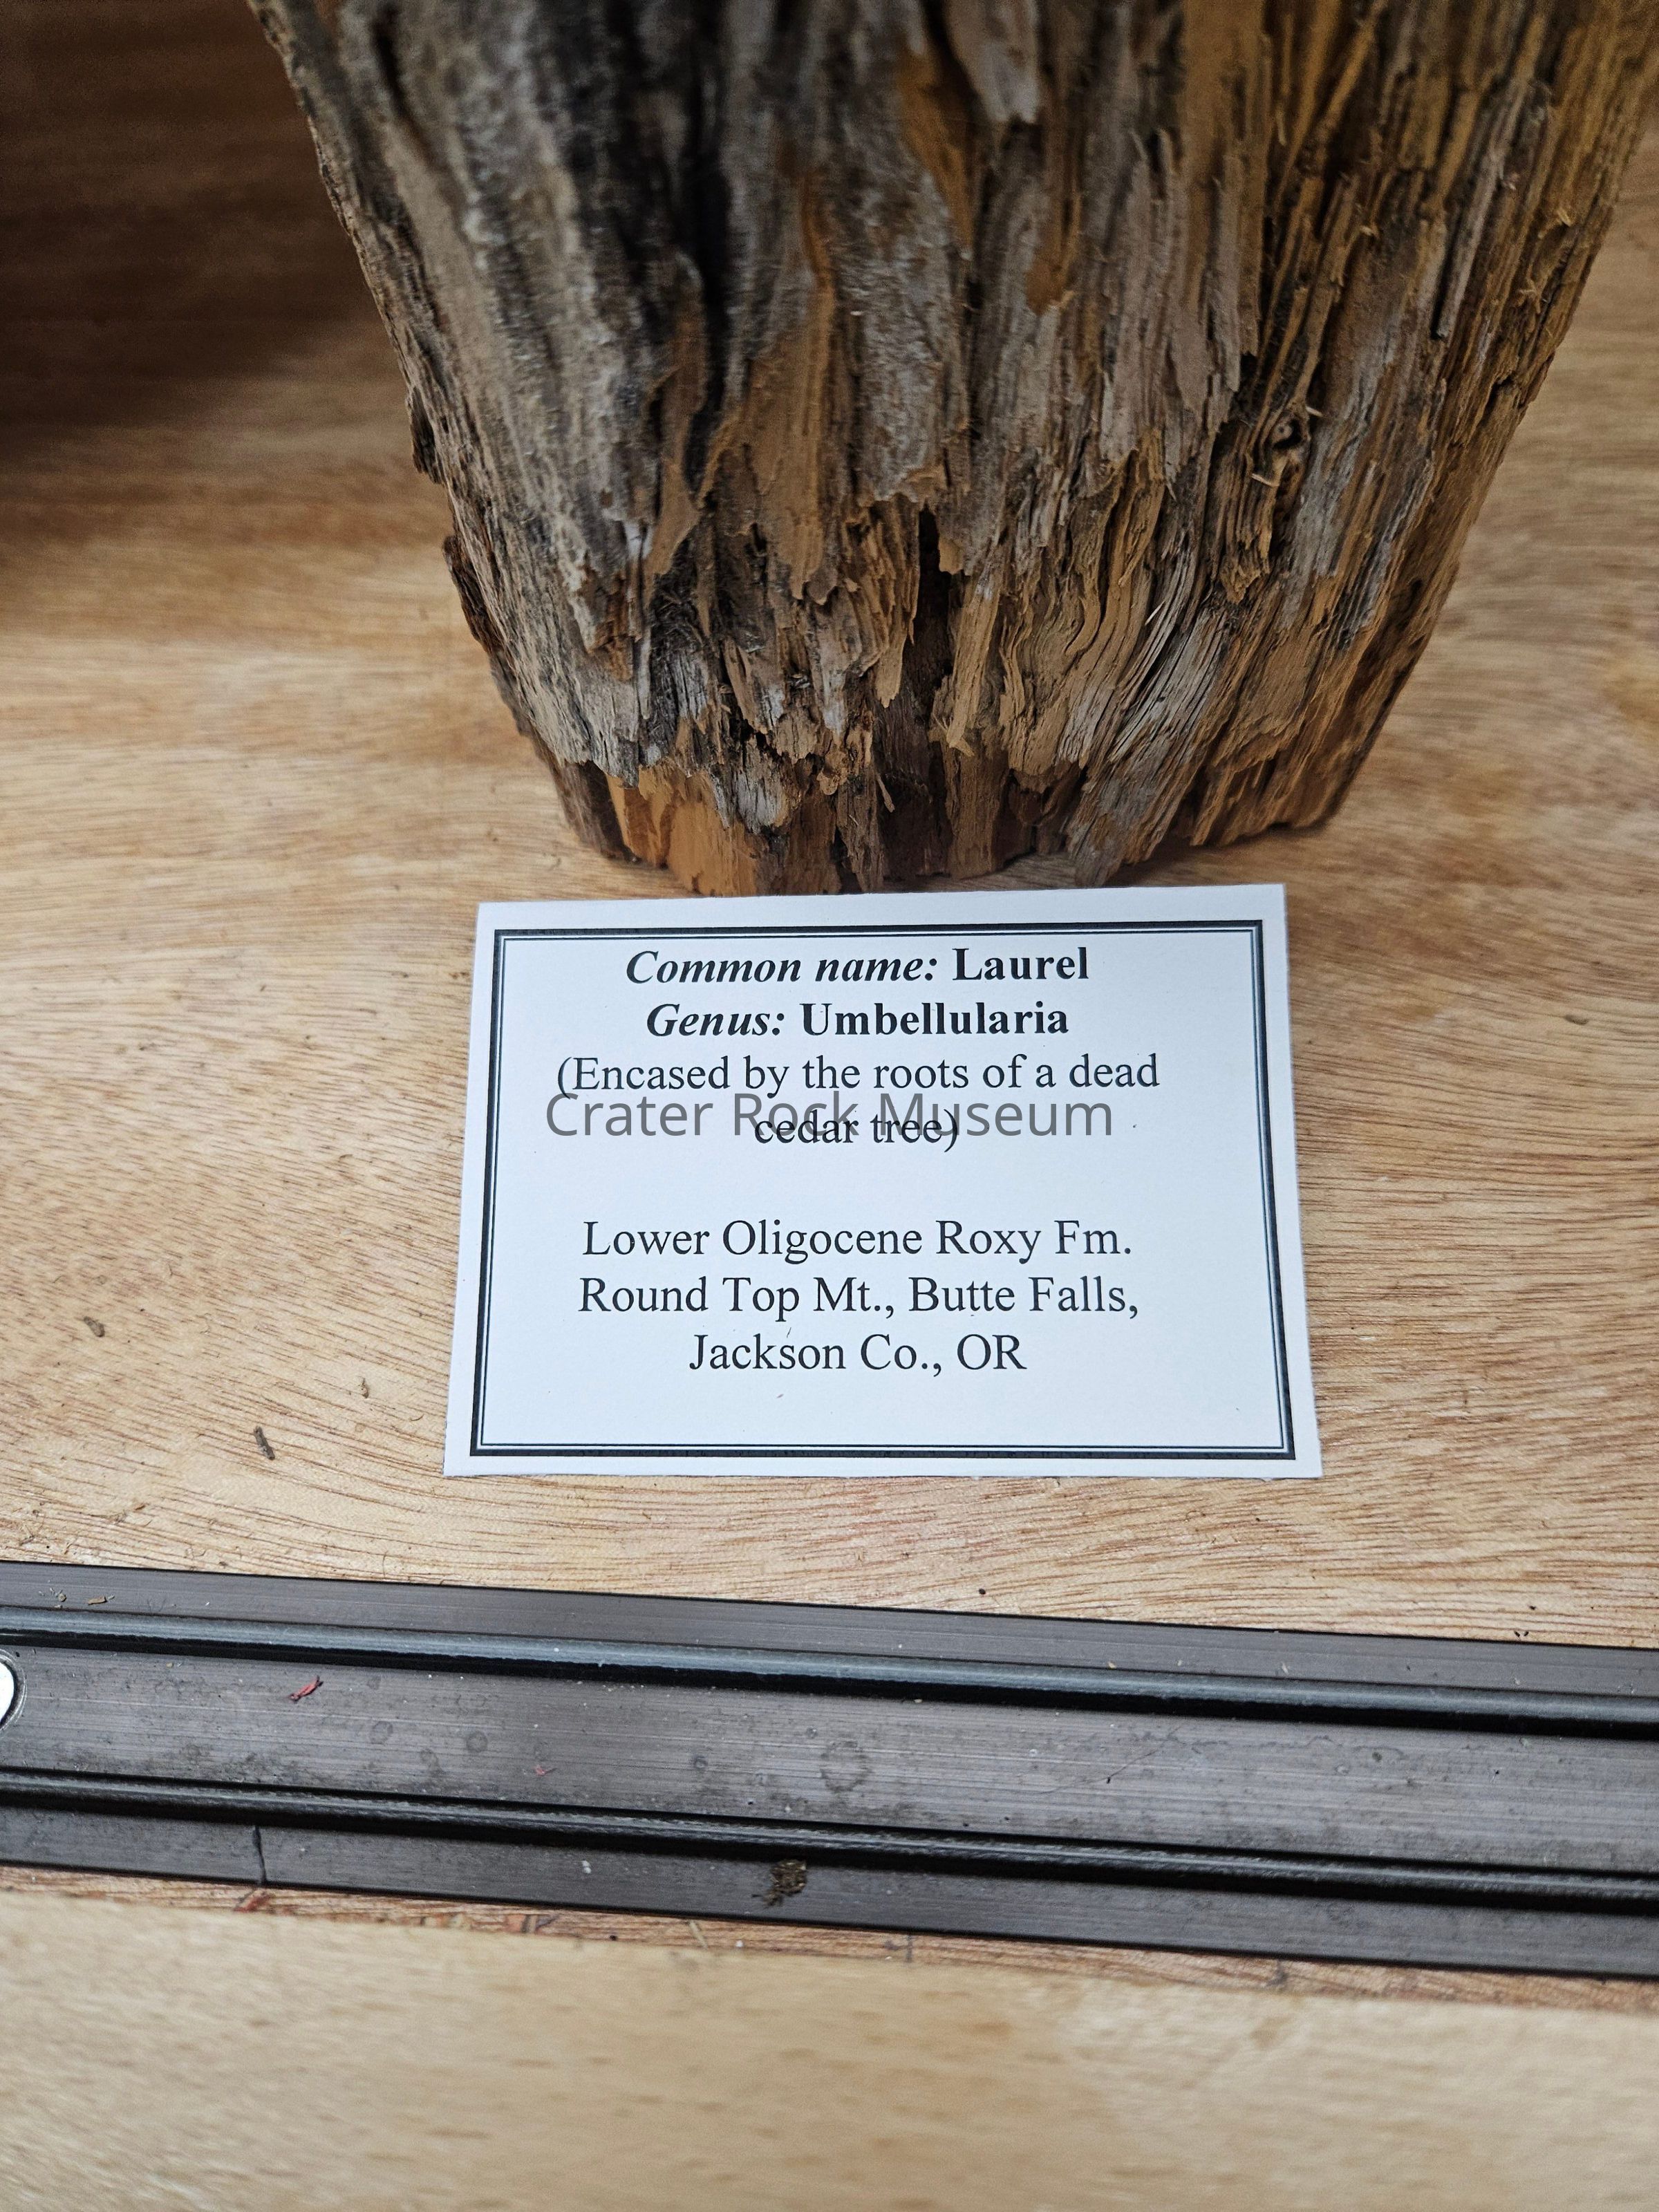 Common name: Laurel
Genus: Umbellularia
(Encased by the roots of a dead
Crater Rock Museum
cedar tree)
Lower Oligocene Roxy Fm.
Round Top Mt., Butte Falls,
Jackson Co., OR